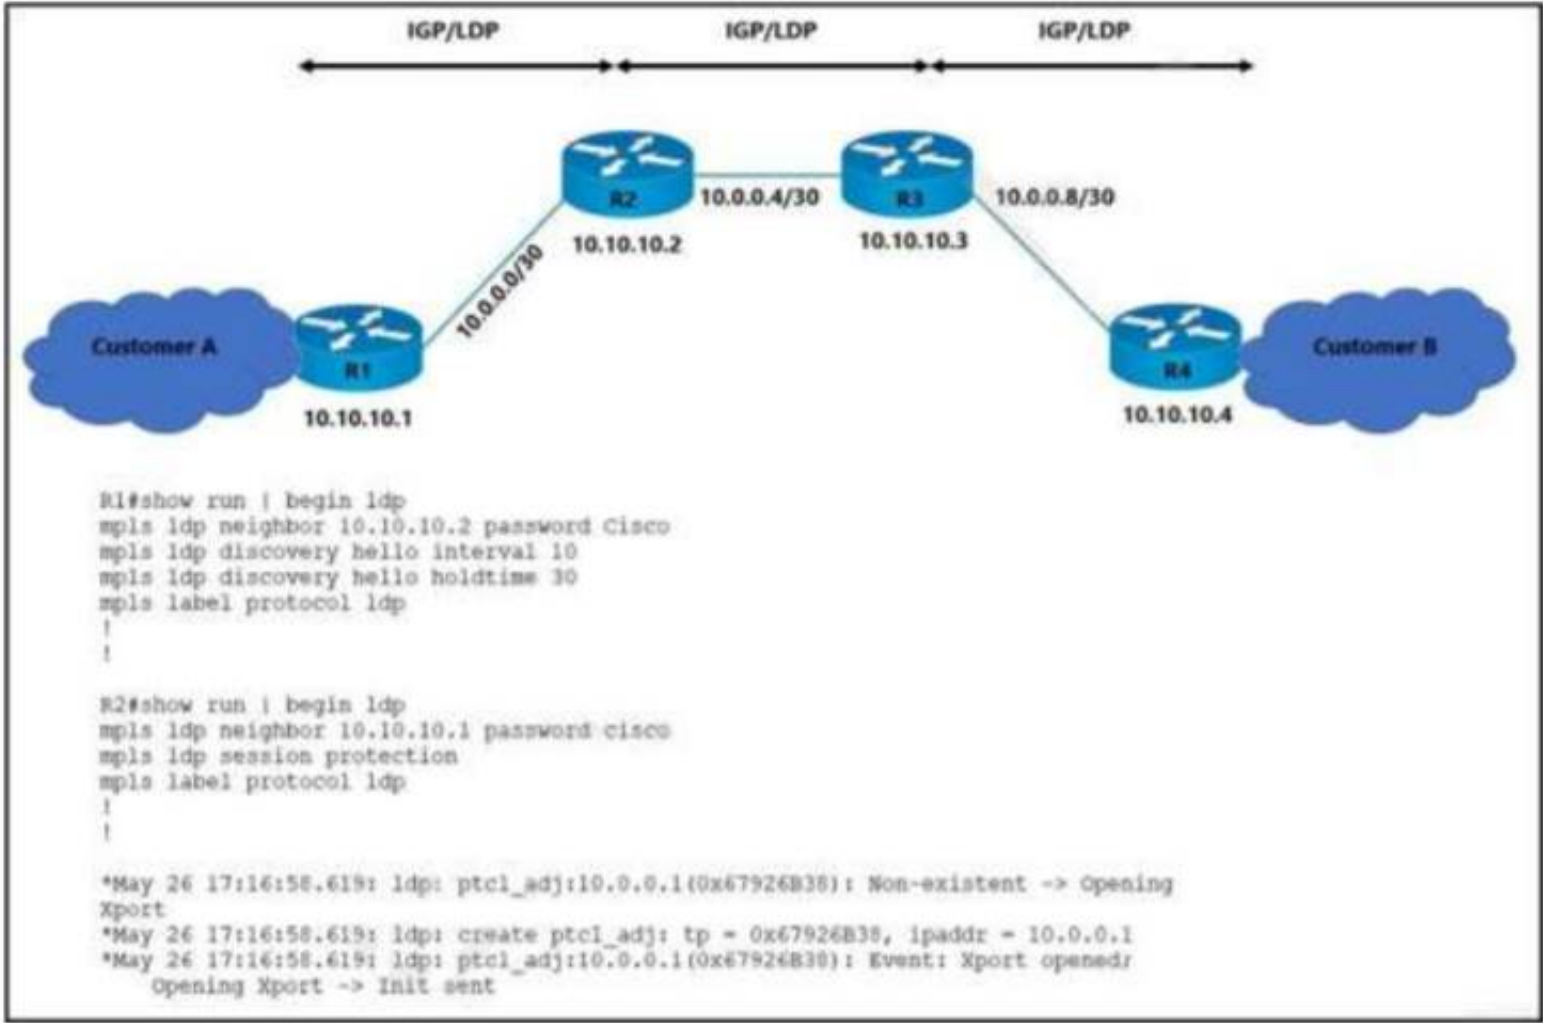 IGP/LDP IGP/LDP IGP/LDP
R2 10.0.0.4/30 R3 10.0.0.8/30
10.10.10.2 10.10.10.3
10.0.0.0/30
Customer A R1 R4 Customer B
10.10.10.1 10.10.10.4
R1#show run | begin ldp
mpls ldp neighbor 10.10.10.2 password Cisco
mpls ldp discovery hello interval 10
mpls ldp discovery hello holdtime 30
mpls label protocol ldp
!
!
R2#show run | begin ldp
mpls ldp neighbor 10.10.10.1 password cisco
mpls ldp session protection
mpls label protocol ldp
!
!
*May 26 17:16:58.619: ldp: ptcl_adj:10.0.0.1(0x67926B38): Non-existent -> Opening
Xport
*May 26 17:16:58.619: ldp: create ptcl_adj: tp = 0x67926B38, ipaddr = 10.0.0.1
*May 26 17:16:58.619: ldp: ptcl_adj:10.0.0.1(0x67926B38): Event: Xport opened;
Opening Xport -> Init sent